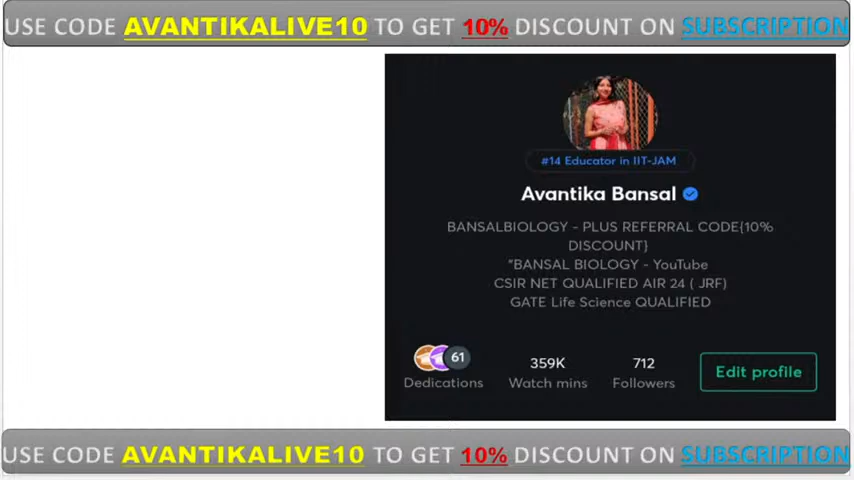 USE CODE AVANTIKALIVE10 TO GET 10% DISCOUNT ON SUBSCRIPTION
#14 Educator in IIT-JAM
Avantika Bansal
BANSALBIOLOGY - PLUS REFERRAL CODE{10%
DISCOUNT}
"BANSAL BIOLOGY - YouTube
CSIR NET QUALIFIED AIR 24 ( JRF)
GATE Life Science QUALIFIED
61 359K 712
Dedications Watch mins Followers Edit profile
USE CODE AVANTIKALIVE10 TO GET 10% DISCOUNT ON SUBSCRIPTION